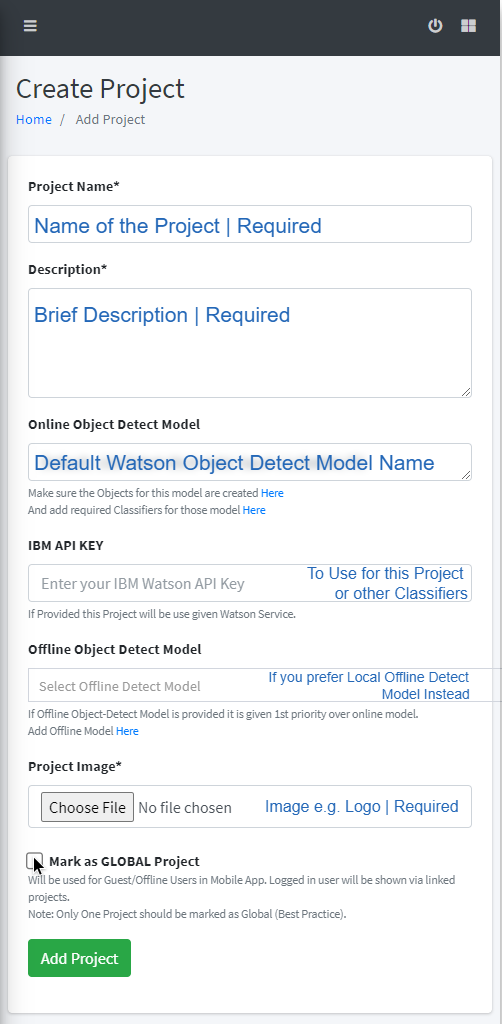 Create Project
Home / Add Project
Project Name*
Name of the Project | Required
Description*
Brief Description | Required
Online Object Detect Model
Default Watson Object Detect Model Name
Make sure the Objects for this model are created Here
And add required Classifiers for those model Here
IBM API KEY
Enter your IBM Watson API Key
To Use for this Project
or other Classifiers
If Provided this Project will be use given Watson Service.
Offline Object Detect Model
Select Offline Detect Model
If you prefer Local Offline Detect
Model Instead
If Offline Object-Detect Model is provided it is given 1st priority over online model.
Add Offline Model Here
Project Image*
Choose File No file chosen Image e.g. Logo | Required
Mark as GLOBAL Project
Will be used for Guest/Offline Users in Mobile App. Logged in user will be shown via linked
projects.
Note: Only One Project should be marked as Global (Best Practice).
Add Project